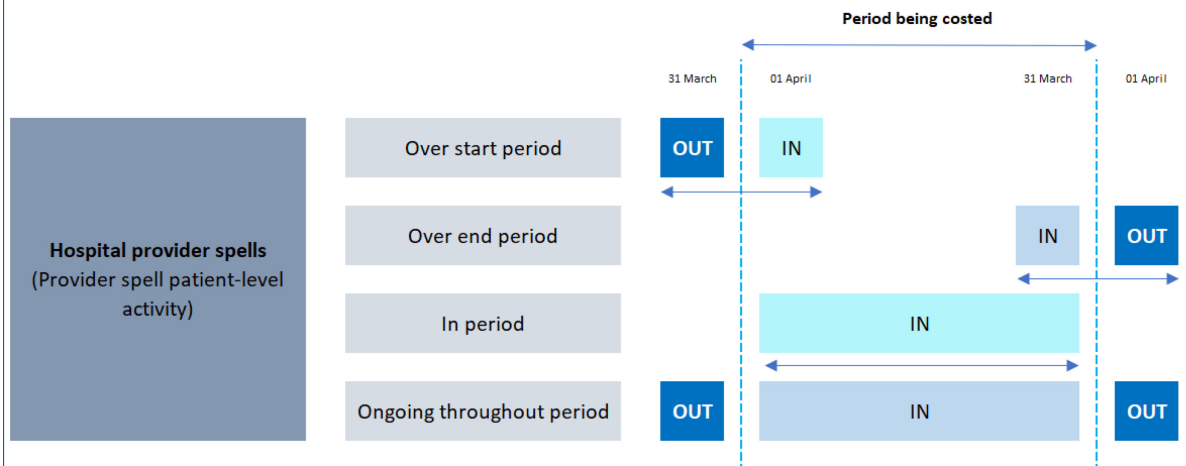 Period being costed
31 March
01 April
31 March
01 April
Over start period
OUT
IN
Over end period
IN
OUT
Hospital provider spells
(Provider spell patient-level
activity)
In period
IN
Ongoing throughout period
OUT
IN
OUT